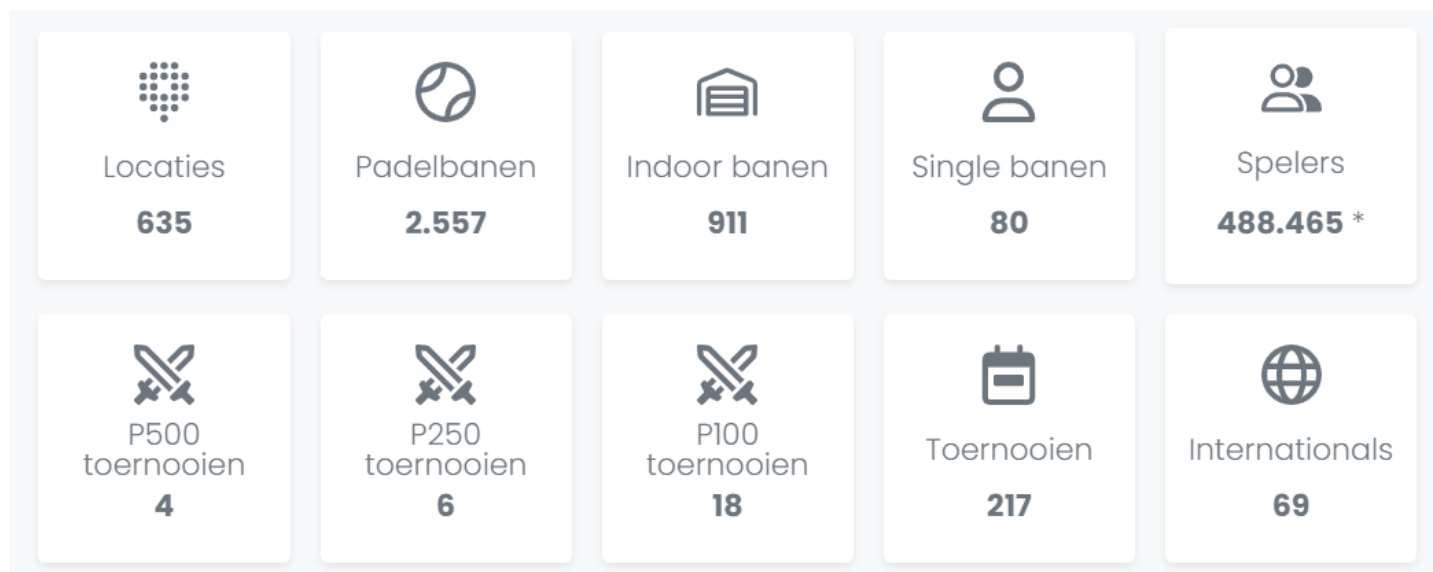 Locaties
635
Padelbanen
2.557
Indoor banen
911
Single banen
80
Spelers
488.465 *
P500
toernooien
4
P250
toernooien
6
P100
toernooien
18
Toernooien
217
Internationals
69